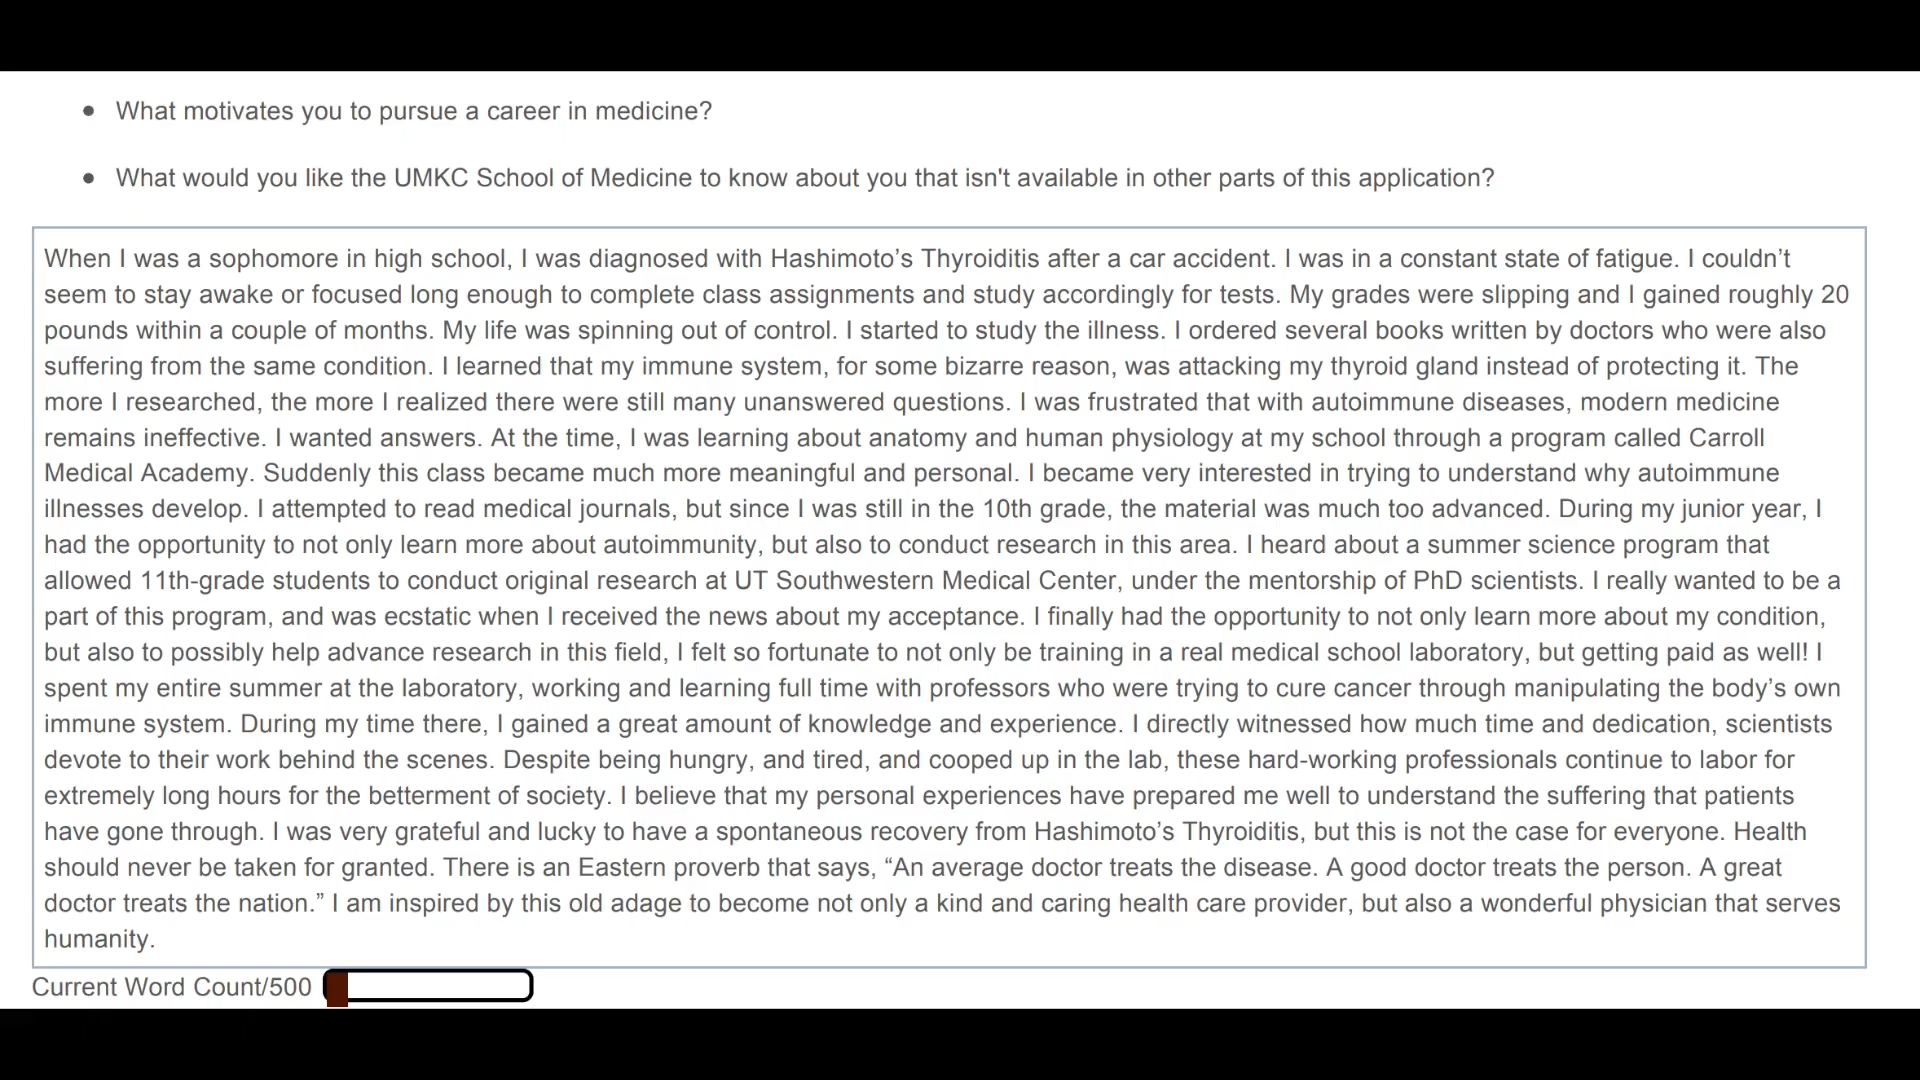 • What motivates you to pursue a career in medicine?
• What would you like the UMKC School of Medicine to know about you that isn't available in other parts of this application?
When I was a sophomore in high school, I was diagnosed with Hashimoto’s Thyroiditis after a car accident. I was in a constant state of fatigue. I couldn’t
seem to stay awake or focused long enough to complete class assignments and study accordingly for tests. My grades were slipping and I gained roughly 20
pounds within a couple of months. My life was spinning out of control. I started to study the illness. I ordered several books written by doctors who were also
suffering from the same condition. I learned that my immune system, for some bizarre reason, was attacking my thyroid gland instead of protecting it. The
more I researched, the more I realized there were still many unanswered questions. I was frustrated that with autoimmune diseases, modern medicine
remains ineffective. I wanted answers. At the time, I was learning about anatomy and human physiology at my school through a program called Carroll
Medical Academy. Suddenly this class became much more meaningful and personal. I became very interested in trying to understand why autoimmune
illnesses develop. I attempted to read medical journals, but since I was still in the 10th grade, the material was much too advanced. During my junior year, I
had the opportunity to not only learn more about autoimmunity, but also to conduct research in this area. I heard about a summer science program that
allowed 11th-grade students to conduct original research at UT Southwestern Medical Center, under the mentorship of PhD scientists. I really wanted to be a
part of this program, and was ecstatic when I received the news about my acceptance. I finally had the opportunity to not only learn more about my condition,
but also to possibly help advance research in this field, I felt so fortunate to not only be training in a real medical school laboratory, but getting paid as well! I
spent my entire summer at the laboratory, working and learning full time with professors who were trying to cure cancer through manipulating the body’s own
immune system. During my time there, I gained a great amount of knowledge and experience. I directly witnessed how much time and dedication, scientists
devote to their work behind the scenes. Despite being hungry, and tired, and cooped up in the lab, these hard-working professionals continue to labor for
extremely long hours for the betterment of society. I believe that my personal experiences have prepared me well to understand the suffering that patients
have gone through. I was very grateful and lucky to have a spontaneous recovery from Hashimoto’s Thyroiditis, but this is not the case for everyone. Health
should never be taken for granted. There is an Eastern proverb that says, “An average doctor treats the disease. A good doctor treats the person. A great
doctor treats the nation.” I am inspired by this old adage to become not only a kind and caring health care provider, but also a wonderful physician that serves
humanity.
Current Word Count/500